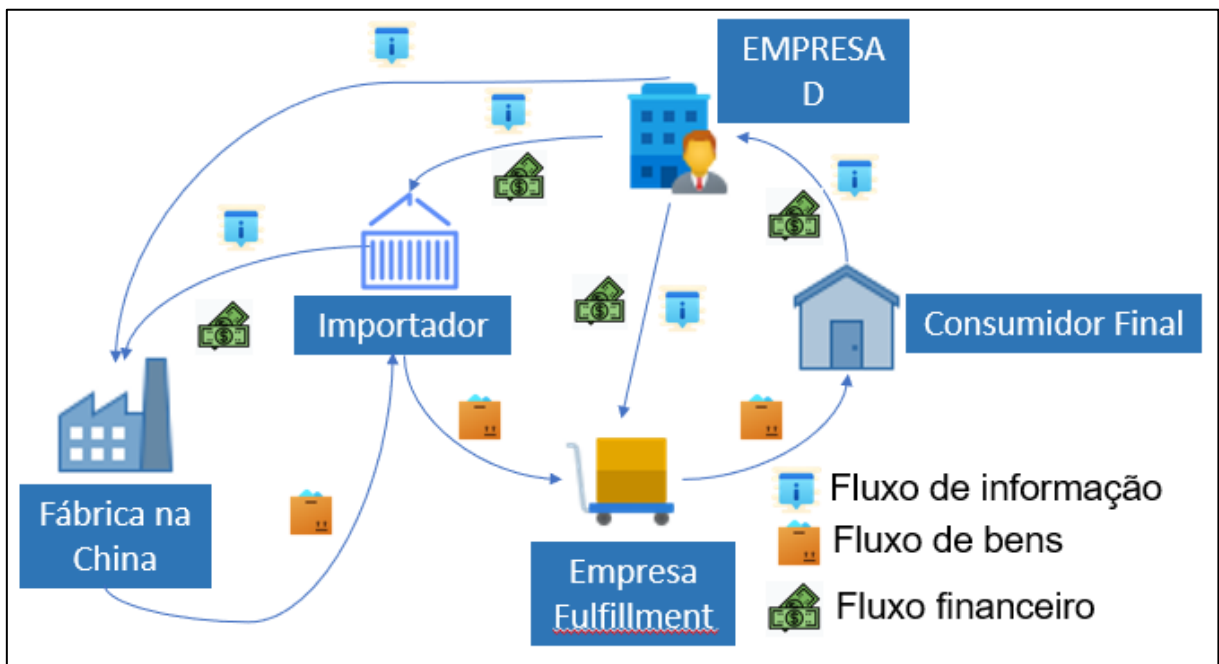 EMPRESA
D
Importador
Consumidor Final
Fábrica na
China
Empresa
Fulfillment
Fluxo de informação
Fluxo de bens
Fluxo financeiro